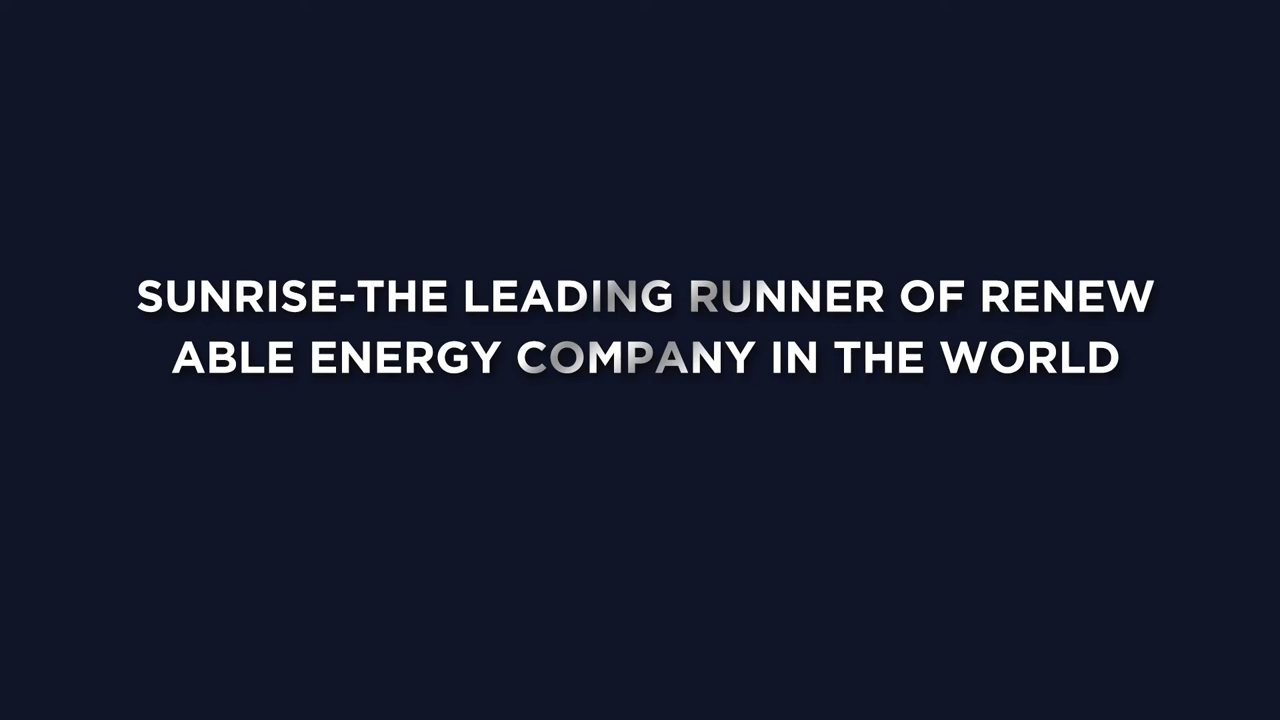 SUNRISE-THE LEADING RUNNER OF RENEW
ABLE ENERGY COMPANY IN THE WORLD